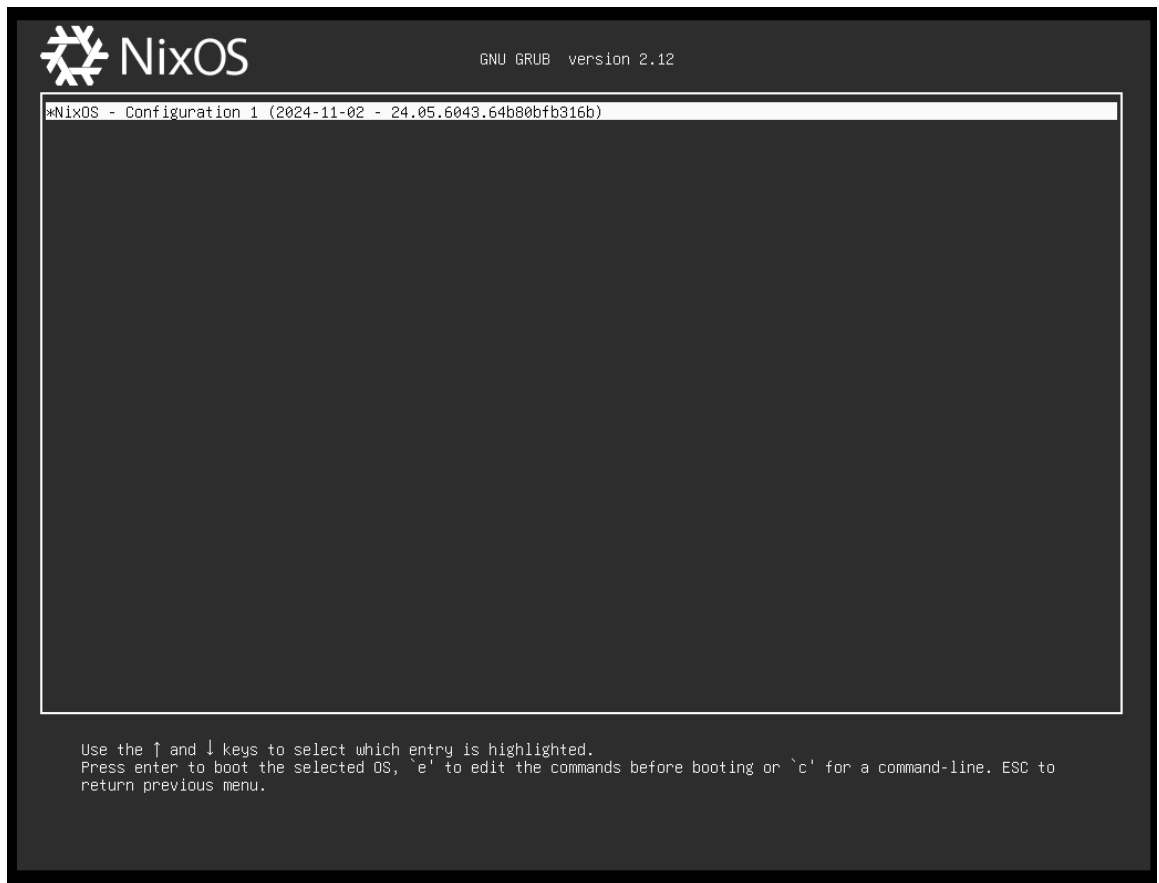 NixOS
GNU GRUB version 2.12
*NixOS - Configuration 1 (2024-11-02 - 24.05.6043.64b80bfb316b)
Use the ↑ and ↓ keys to select which entry is highlighted.
Press enter to boot the selected OS, `e' to edit the commands before booting or `c' for a command-line. ESC to
return previous menu.